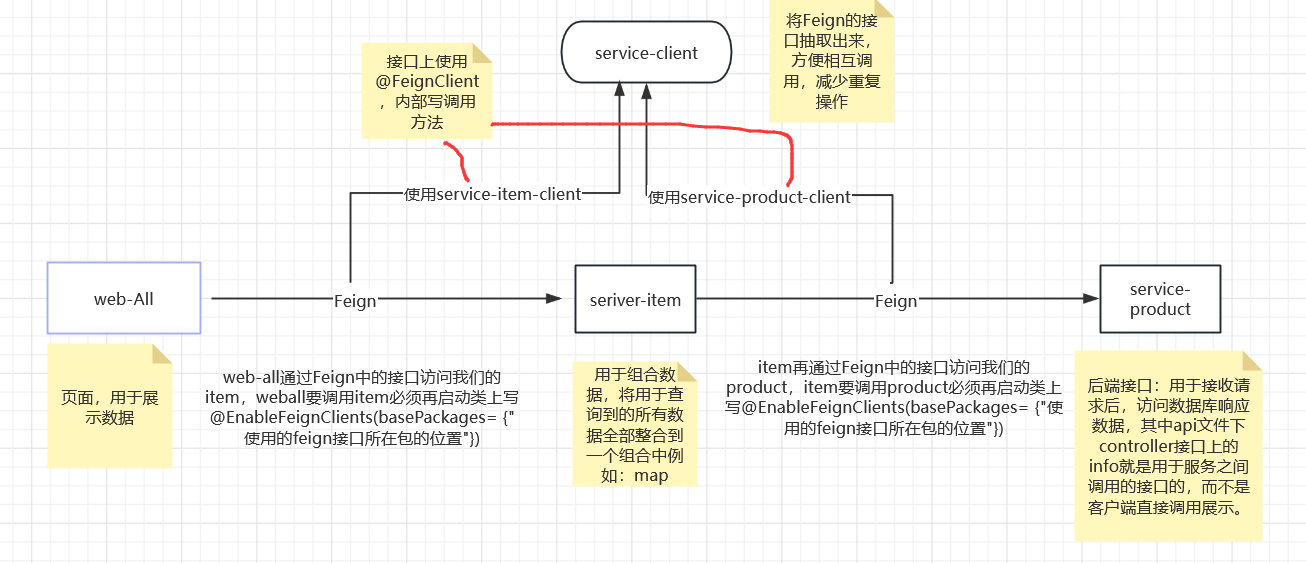 service-client
接口上使用
@FeignClient
，内部写调用
方法
将Feign的接
口抽取出来，
方便相互调
用，减少重复
操作
使用service-item-client
使用service-product-client
web-All
Feign
seriver-item
Feign
service-
product
页面，用于展
示数据
web-all通过Feign中的接口访问我们的
item，weball要调用item必须再启动类上写
@EnableFeignClients(basePackages= {"
使用的feign接口所在包的位置"})
用于组合数
据，将用于查
询到的所有数
据全部整合到
一个组合中例
如：map
item再通过Feign中的接口访问我们的
product，item要调用product必须再启动类上
写@EnableFeignClients(basePackages= {"使
用的feign接口所在包的位置"})
后端接口：用于接收请
求后，访问数据库响应
数据，其中api文件下
controller接口上的
info就是用于服务之间
调用的接口的，而不是
客户端直接调用展示。